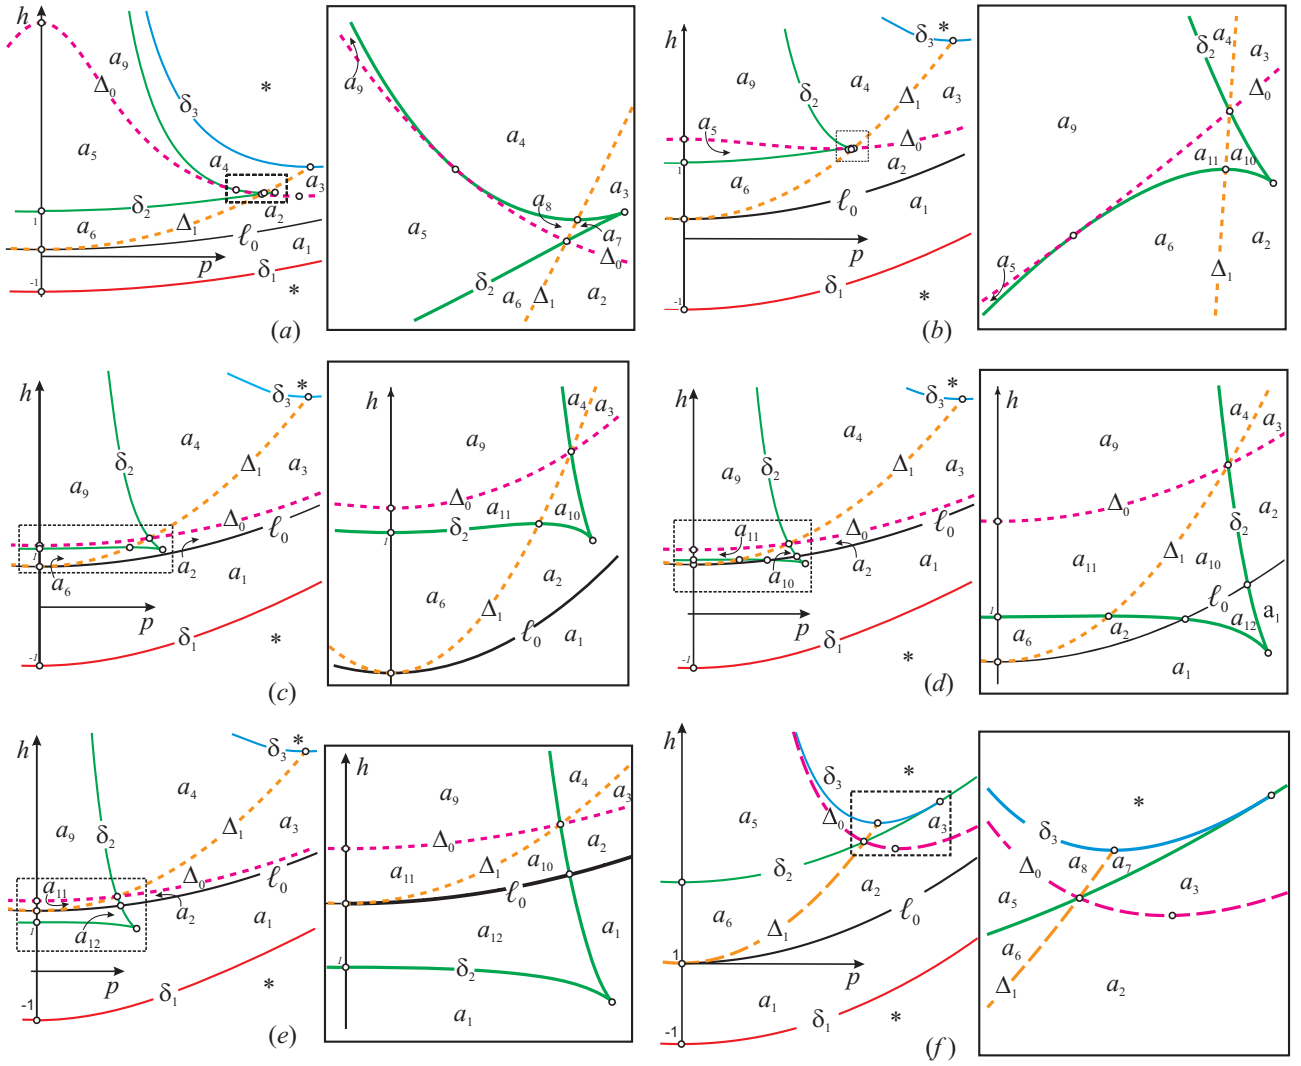 h
a₉
Δ₀
δ₃
*
a₅
a₄
a₃
δ₂
1
a₆
Δ₁
a₂
ℓ₀
a₁
p
δ₁
-1
*
(a)
a₉
a₄
a₈
a₃
a₅
a₇
Δ₀
δ₂
a₆
Δ₁
a₂
h
δ₃
*
a₉
δ₂
a₄
Δ₁
a₃
a₅
Δ₀
1
a₂
a₆
ℓ₀
a₁
p
δ₁
-1
*
(b)
δ₂
a₄
a₃
Δ₀
a₉
a₁₁
a₁₀
a₅
a₆
a₂
Δ₁
h
δ₃
*
a₄
δ₂
Δ₁
a₃
a₉
Δ₀
ℓ₀
1
a₆
a₂
a₁
p
δ₁
-1
*
(c)
h
a₄
a₃
a₉
Δ₀
a₁₁
a₁₀
δ₂
a₂
a₆
Δ₁
ℓ₀
a₁
h
δ₃
*
a₄
δ₂
Δ₁
a₃
a₉
a₁₁
Δ₀
ℓ₀
1
a₁₀
a₂
a₁
p
δ₁
-1
*
(d)
h
a₄
a₃
a₉
Δ₀
δ₂
a₂
a₁₁
Δ₁
a₁₀
ℓ₀
1
a₆
a₂
a₁₂
a₁
a₁
h
δ₃
*
a₄
a₉
δ₂
Δ₁
a₃
a₁₁
Δ₀
ℓ₀
1
a₁₂
a₂
a₁
p
δ₁
-1
*
(e)
h
a₉
a₄
a₃
Δ₀
a₂
a₁₁
Δ₁
a₁₀
ℓ₀
a₁₂
a₁
1
δ₂
a₁
h
δ₃
*
a₅
Δ₀
a₃
δ₂
a₂
a₆
Δ₁
ℓ₀
1
p
a₁
δ₁
-1
*
(f)
*
δ₃
Δ₀
a₈
a₇
a₃
a₅
a₆
Δ₁
a₂